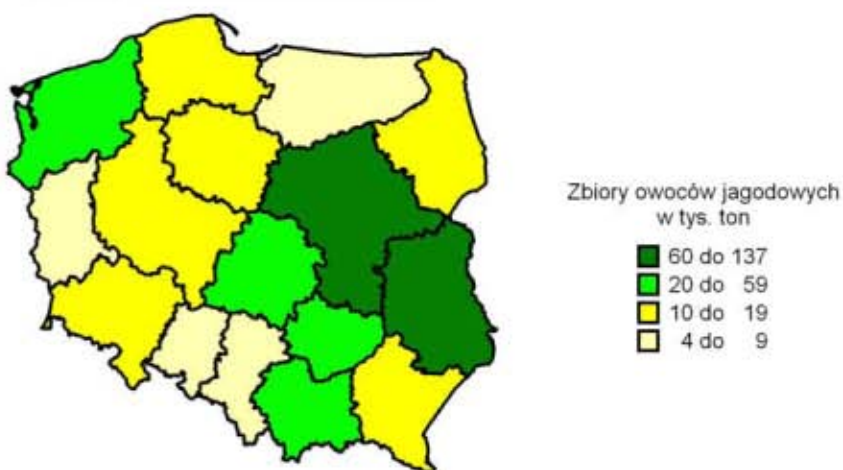 Zbiory owoców jagodowych
w tys. ton
60 do 137
20 do 59
10 do 19
4 do 9